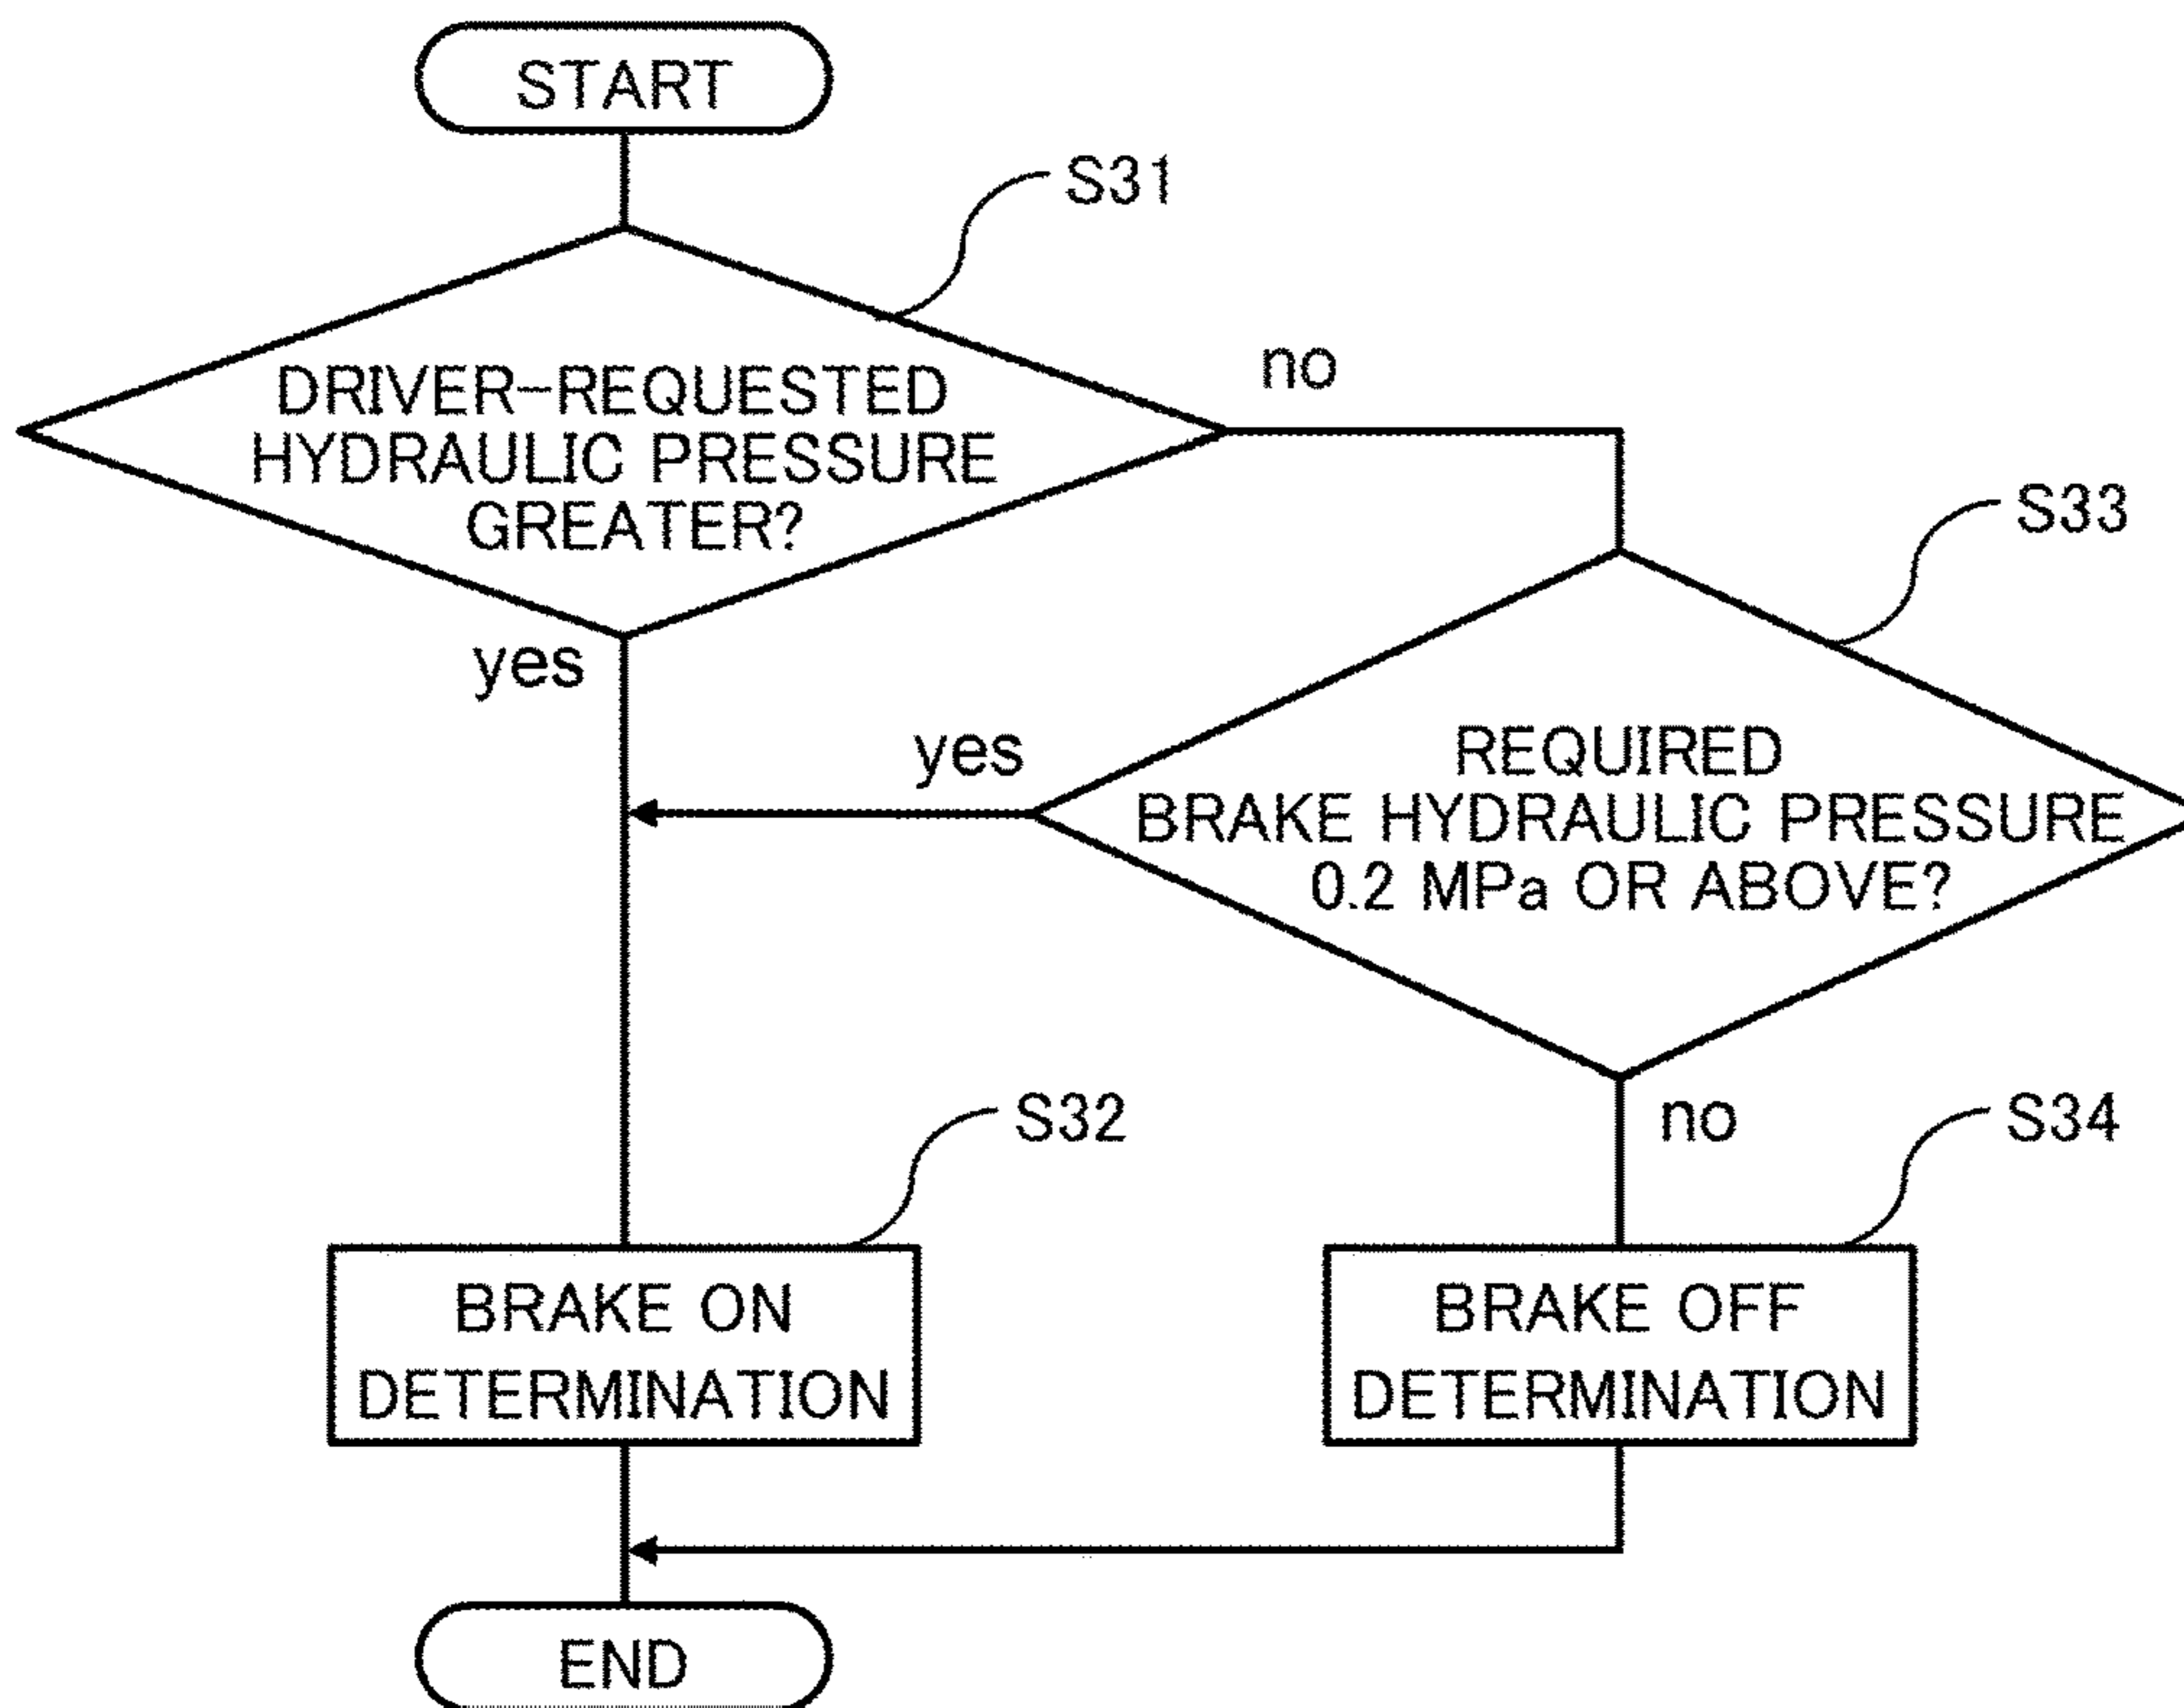 START
S31
DRIVER-REQUESTED
HYDRAULIC PRESSURE
GREATER?
no
yes
S33
REQUIRED
BRAKE HYDRAULIC PRESSURE
0.2 MPa OR ABOVE?
yes
no
S32
BRAKE ON
DETERMINATION
S34
BRAKE OFF
DETERMINATION
END